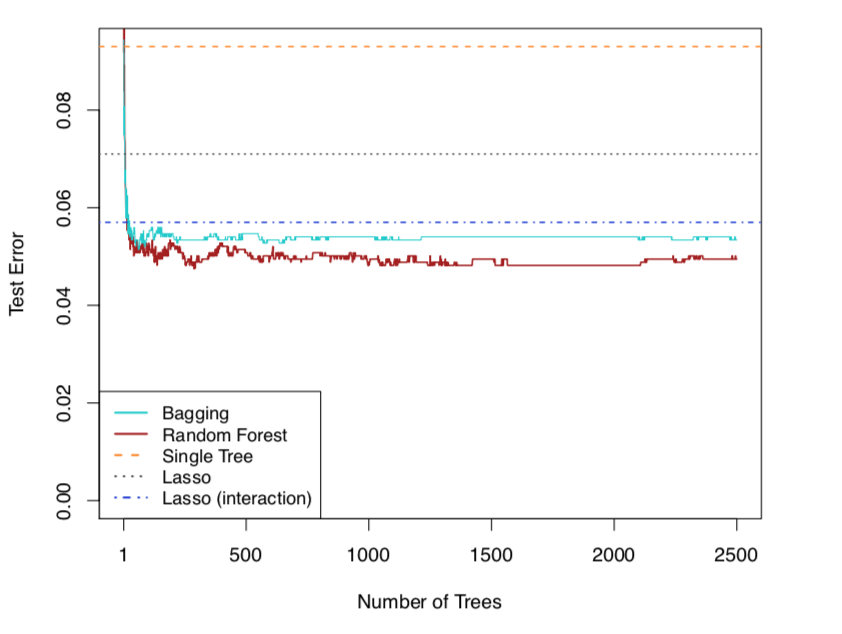 Test Error
0.08
0.06
0.04
0.02
0.00
Bagging
Random Forest
Single Tree
Lasso
Lasso (interaction)
1 500 1000 1500 2000 2500
Number of Trees